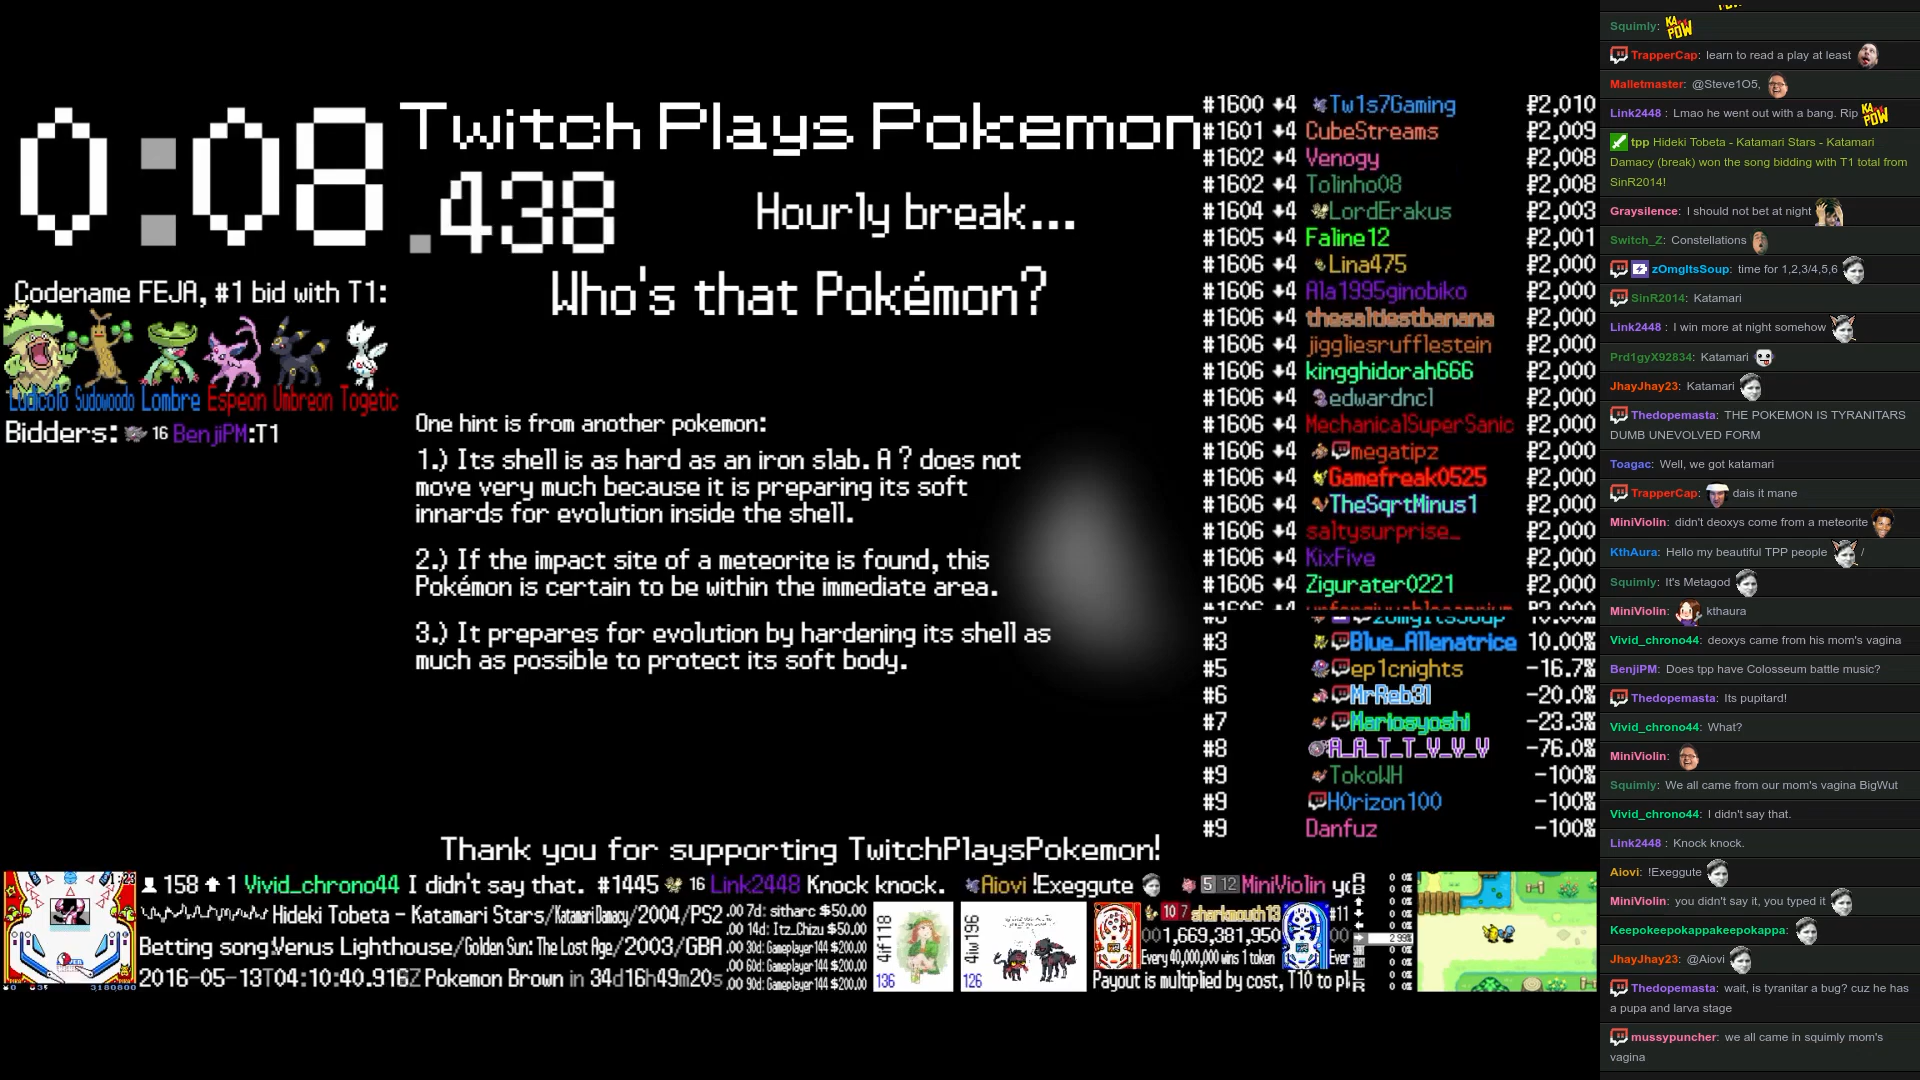 0:08.438
Twitch Plays Pokemon
Hourly break...
Who's that Pokémon?
Codename FEJA, #1 bid with T1:
Ludicolo Sudowoodo Lombre Espeon Umbreon Togetic
Bidders: 16 BenjiPM:T1
One hint is from another pokemon:
1.) Its shell is as hard as an iron slab. A ? does not
move very much because it is preparing its soft
innards for evolution inside the shell.
2.) If the impact site of a meteorite is found, this
Pokémon is certain to be within the immediate area.
3.) It prepares for evolution by hardening its shell as
much as possible to protect its soft body.
#1600 4 Tw1s7Gaming ₽2,010
#1601 4 CubeStreams ₽2,009
#1602 4 Venogy ₽2,008
#1602 4 Tolinho08 ₽2,008
#1604 4 LordErakus ₽2,003
#1605 4 Faline12 ₽2,001
#1606 4 Lina475 ₽2,000
#1606 4 Ala1995ginobiko ₽2,000
#1606 4 thesaltiestbanana ₽2,000
#1606 4 jiggliesrufflestein ₽2,000
#1606 4 kingghidorah666 ₽2,000
#1606 4 edwardncl ₽2,000
#1606 4 MechanicalSuperSanic ₽2,000
#1606 4 megatipz ₽2,000
#1606 4 Gamefreak0525 ₽2,000
#1606 4 TheSqrtMinus1 ₽2,000
#1606 4 saltysurprise_ ₽2,000
#1606 4 KixFive ₽2,000
#1606 4 Zigurater0221 ₽2,000
#3 Blue_Allenatrice 10.00%
#5 ep1cnights -16.7%
#6 MrReb31 -20.0%
#7 Mariosyoshi -23.3%
#8 A_A_T_T_V_V_V -76.0%
#9 TokoWH -100%
#9 H0rizon100 -100%
#9 Danfuz -100%
Thank you for supporting TwitchPlaysPokemon!
158 1 Vivid_chrono44 I didn't say that. #1445 16 Link2448 Knock knock. Aiovi !Exeggute 5 12 MiniViolin
Hideki Tobeta - Katamari Stars/Katamari Damacy/2004/PS2
Betting song: Venus Lighthouse/Golden Sun: The Lost Age/2003/GBA
2016-05-13T04:10:40.916Z Pokemon Brown in 34d16h49m20s
.00 7d: sitharc $50.00
.00 14d: Itz_Chizu $50.00
.00 30d: Gameplayer144 $200.00
.00 60d: Gameplayer144 $200.00
.00 90d: Gameplayer144 $200.00
4if118
136
4iw196
126
10 7 sharkmouth13 #11
001,669,381,950 00
Every 40,000,000 wins 1 token Ever
Payout is multiplied by cost, T10 to pl
Squimly:
TrapperCap: learn to read a play at least
Malletmaster: @Steve1O5,
Link2448 : Lmao he went out with a bang. Rip
tpp Hideki Tobeta - Katamari Stars - Katamari
Damacy (break) won the song bidding with T1 total from
SinR2014!
Graysilence: I should not bet at night
Switch_Z: Constellations
zOmgItsSoup: time for 1,2,3/4,5,6
SinR2014: Katamari
Link2448 : I win more at night somehow
Prd1gyX92834: Katamari
JhayJhay23: Katamari
Thedopemasta: THE POKEMON IS TYRANITARS
DUMB UNEVOLVED FORM
Toagac: Well, we got katamari
TrapperCap: dais it mane
MiniViolin: didn't deoxys come from a meteorite
KthAura: Hello my beautiful TPP people /
Squimly: It's Metagod
MiniViolin: kthaura
Vivid_chrono44: deoxys came from his mom's vagina
BenjiPM: Does tpp have Colosseum battle music?
Thedopemasta: Its pupitard!
Vivid_chrono44: What?
MiniViolin:
Squimly: We all came from our mom's vagina BigWut
Vivid_chrono44: I didn't say that.
Link2448: Knock knock.
Aiovi: !Exeggute
MiniViolin: you didn't say it, you typed it
Keepokeepokappakeepokappa:
JhayJhay23: @Aiovi
Thedopemasta: wait, is tyranitar a bug? cuz he has
a pupa and larva stage
mussypuncher: we all came in squimly mom's
vagina